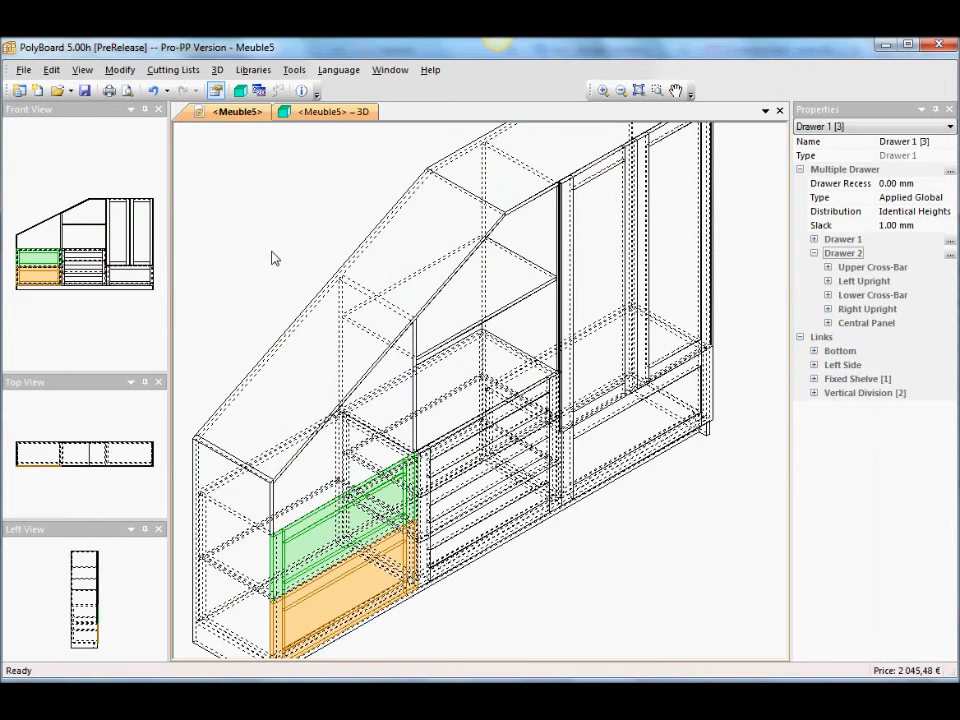 PolyBoard 5.00h [PreRelease] -- Pro-PP Version - Meuble5
File Edit View Modify Cutting Lists 3D Libraries Tools Language Window Help
Front View
<Meuble5>
<Meuble5> – 3D
Properties
Drawer 1 [3]
Name Drawer 1 [3]
Type Drawer 1
Multiple Drawer ...
Drawer Recess 0.00 mm
Type Applied Global
Distribution Identical Heights
Slack 1.00 mm
Drawer 1 ...
Drawer 2 ...
Upper Cross-Bar
Left Upright
Lower Cross-Bar
Right Upright
Central Panel
Links
Bottom
Left Side
Fixed Shelve [1]
Vertical Division [2]
Top View
Left View
Ready
Price: 2 045,48 €